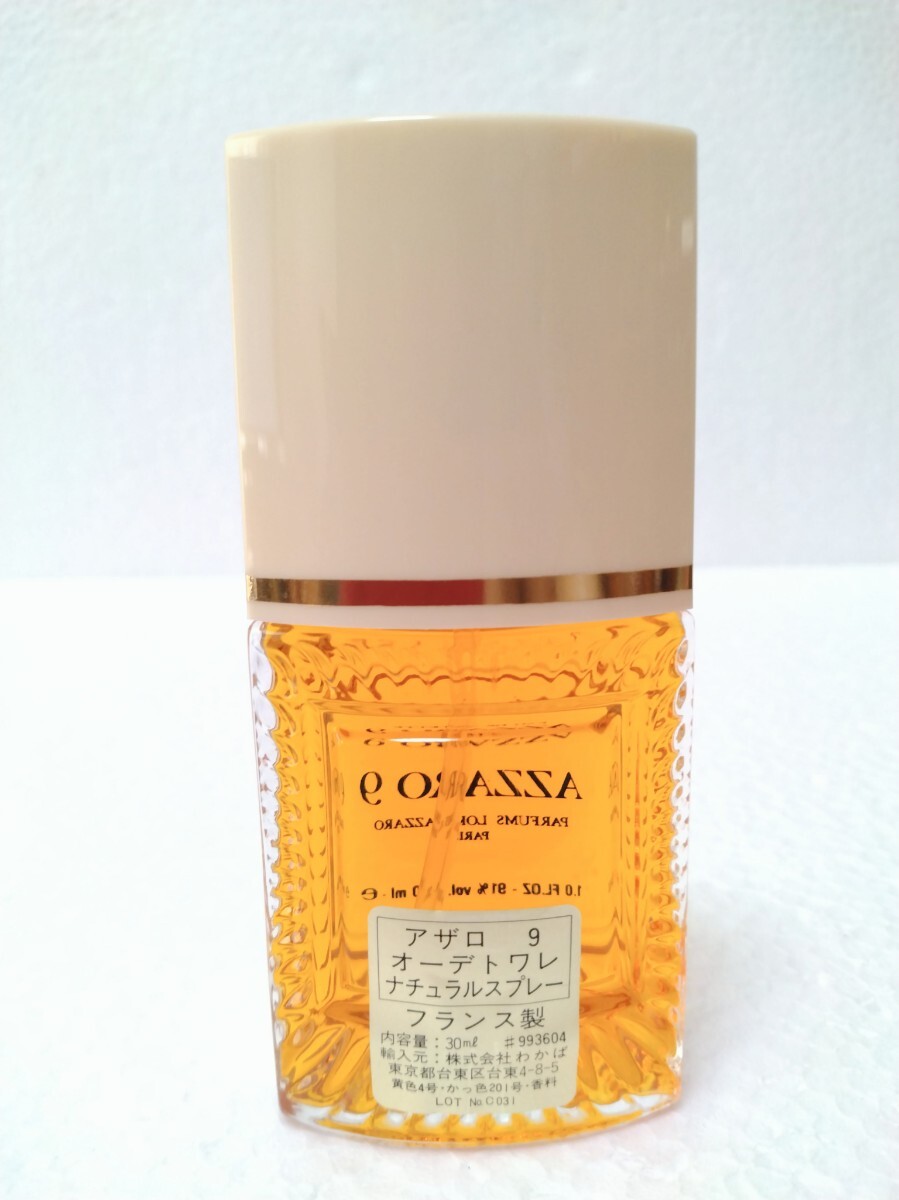 AZZARO 9
PARFUMS AZZARO
1.0 FL.OZ - 91% vol. ml - e
アザロ 9
オーデトワレ
ナチュラルスプレー
フランス製
内容量:30ml #993604
輸入元:株式会社わかば
東京都台東区台東4-8-5
黄色4号・かっ色201号・香料
LOT No.C031